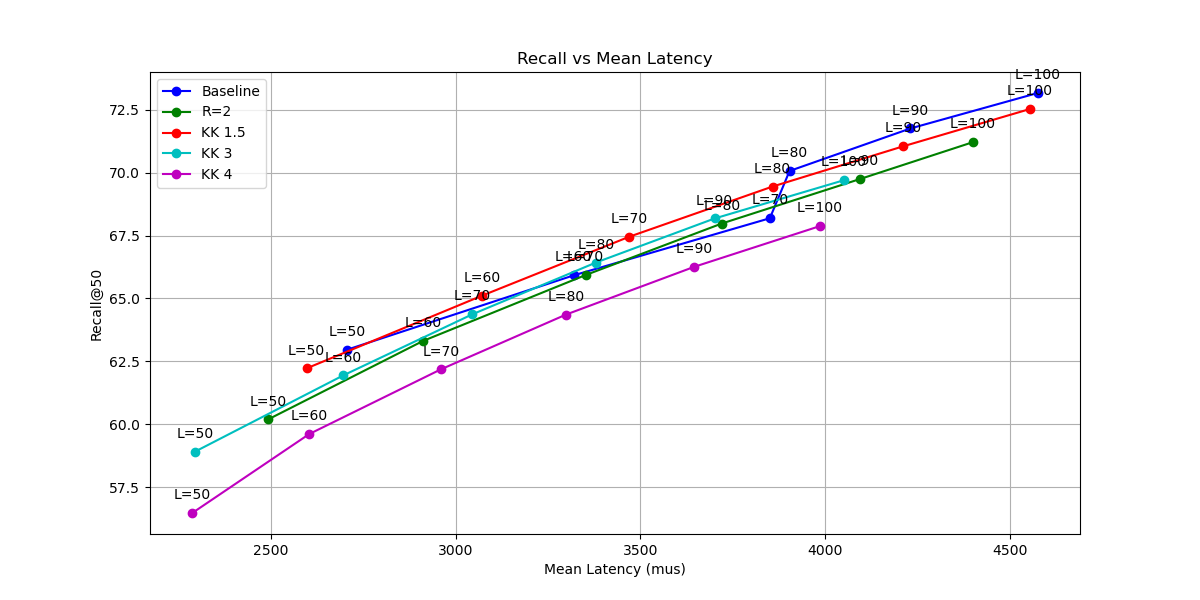 Recall vs Mean Latency
Baseline
R=2
KK 1.5
KK 3
KK 4
Recall@50
72.5
70.0
67.5
65.0
62.5
60.0
57.5
L=100
L=100
L=90
L=100
L=90
L=80
L=100
L=90
L=80
L=70
L=90
L=80
L=100
L=70
L=80
L=60
L=70
L=90
L=60
L=70
L=80
L=50
L=60
L=50
L=60
L=70
L=50
L=60
L=50
L=50
2500
3000
3500
4000
4500
Mean Latency (mus)